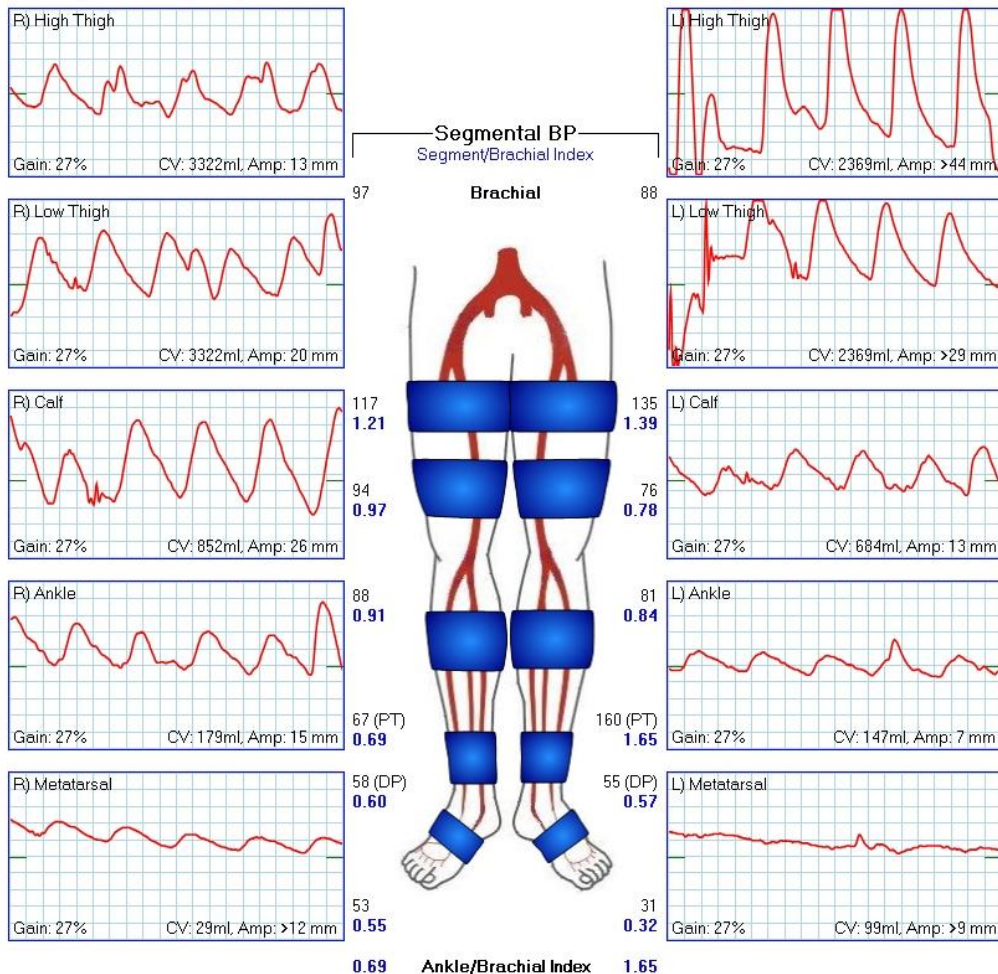 R) High Thigh
Gain: 27% CV: 3322ml, Amp: 13 mm
R) Low Thigh
Gain: 27% CV: 3322ml, Amp: 20 mm
R) Calf
Gain: 27% CV: 852ml, Amp: 26 mm
R) Ankle
Gain: 27% CV: 179ml, Amp: 15 mm
R) Metatarsal
Gain: 27% CV: 29ml, Amp: >12 mm
Segmental BP
Segment/Brachial Index
97 Brachial 88
117 135
1.21 1.39
94 76
0.97 0.78
88 81
0.91 0.84
67 (PT) 160 (PT)
0.69 1.65
58 (DP) 55 (DP)
0.60 0.57
53 31
0.55 0.32
0.69 Ankle/Brachial Index 1.65
L) High Thigh
Gain: 27% CV: 2369ml, Amp: >44 mm
L) Low Thigh
Gain: 27% CV: 2369ml, Amp: >29 mm
L) Calf
Gain: 27% CV: 684ml, Amp: 13 mm
L) Ankle
Gain: 27% CV: 147ml, Amp: 7 mm
L) Metatarsal
Gain: 27% CV: 99ml, Amp: >9 mm